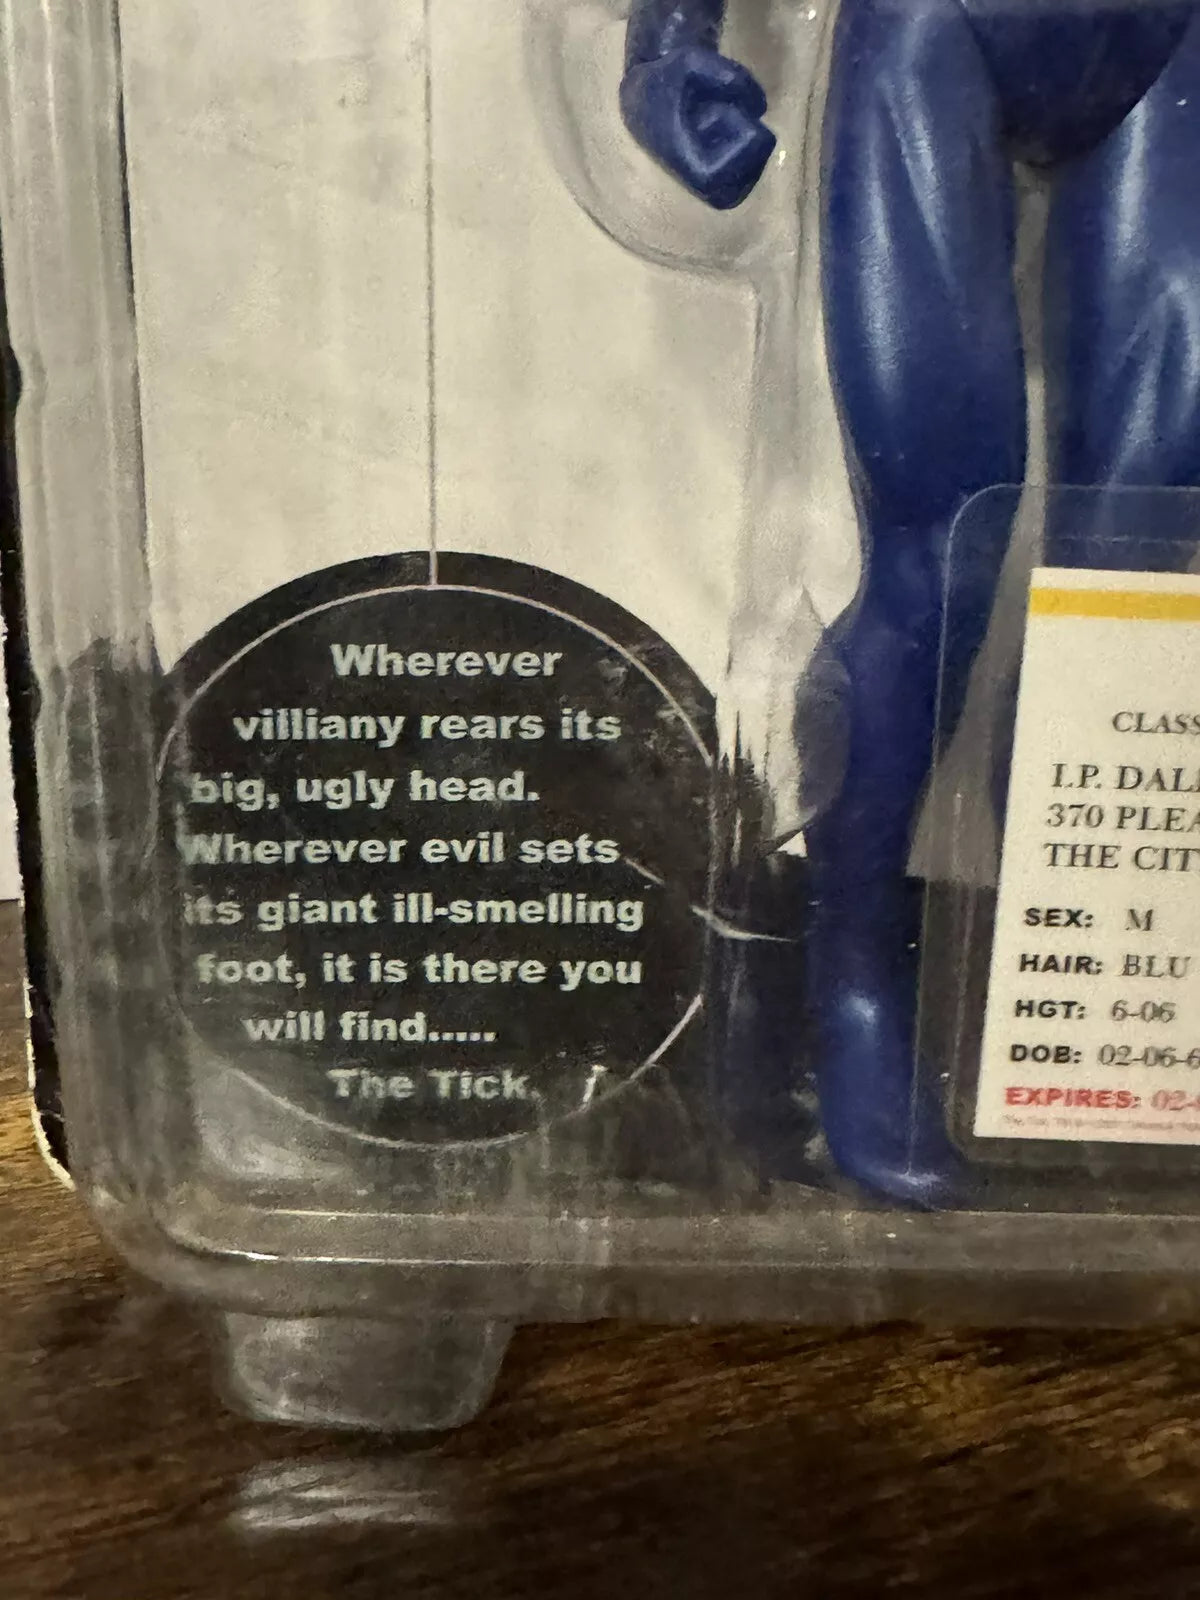 Wherever
villiany rears its
big, ugly head.
Wherever evil sets
its giant ill-smelling
foot, it is there you
will find.....
The Tick.
CLASS
I.P. DAL
370 PLEA
THE CIT
SEX: M
HAIR: BLU
HGT: 6-06
DOB: 02-06-6
EXPIRES: 02-